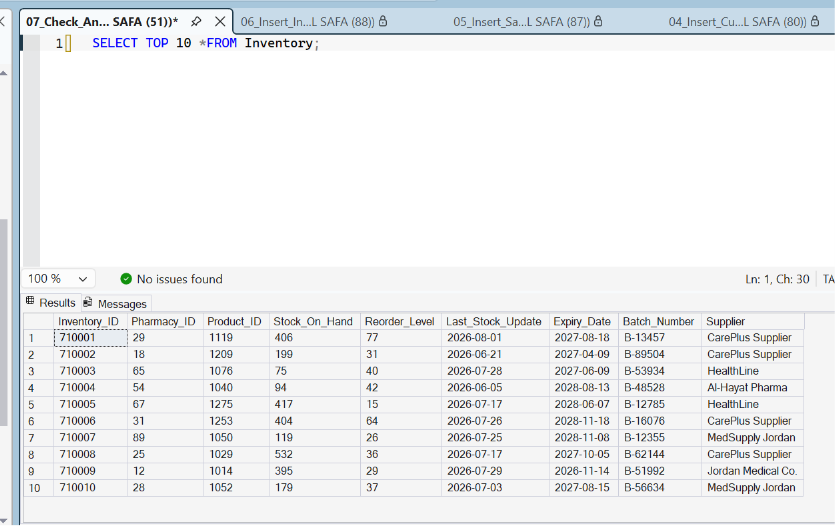 07_Check_An... SAFA (51))* 06_Insert_In...L SAFA (88)) 05_Insert_Sa...L SAFA (87)) 04_Insert_Cu...L SAFA (80))
1 SELECT TOP 10 *FROM Inventory;
100 % No issues found Ln: 1, Ch: 30 TA
Results Messages
Inventory_ID Pharmacy_ID Product_ID Stock_On_Hand Reorder_Level Last_Stock_Update Expiry_Date Batch_Number Supplier
1 710001 29 1119 406 77 2026-08-01 2027-08-18 B-13457 CarePlus Supplier
2 710002 18 1209 199 31 2026-06-21 2027-04-09 B-89504 CarePlus Supplier
3 710003 65 1076 75 40 2026-07-28 2027-06-29 B-53934 HealthLine
4 710004 54 1040 94 42 2026-06-05 2028-08-13 B-48528 Al-Hayat Pharma
5 710005 67 1275 417 15 2026-07-17 2028-06-07 B-12785 HealthLine
6 710006 31 1253 404 64 2026-07-26 2028-11-18 B-16076 CarePlus Supplier
7 710007 89 1050 119 26 2026-07-25 2028-11-08 B-12355 MedSupply Jordan
8 710008 25 1029 532 36 2026-07-17 2027-10-05 B-62144 CarePlus Supplier
9 710009 12 1014 395 29 2026-07-29 2026-11-14 B-51992 Jordan Medical Co.
10 710010 28 1052 179 37 2026-07-03 2027-08-15 B-56634 MedSupply Jordan